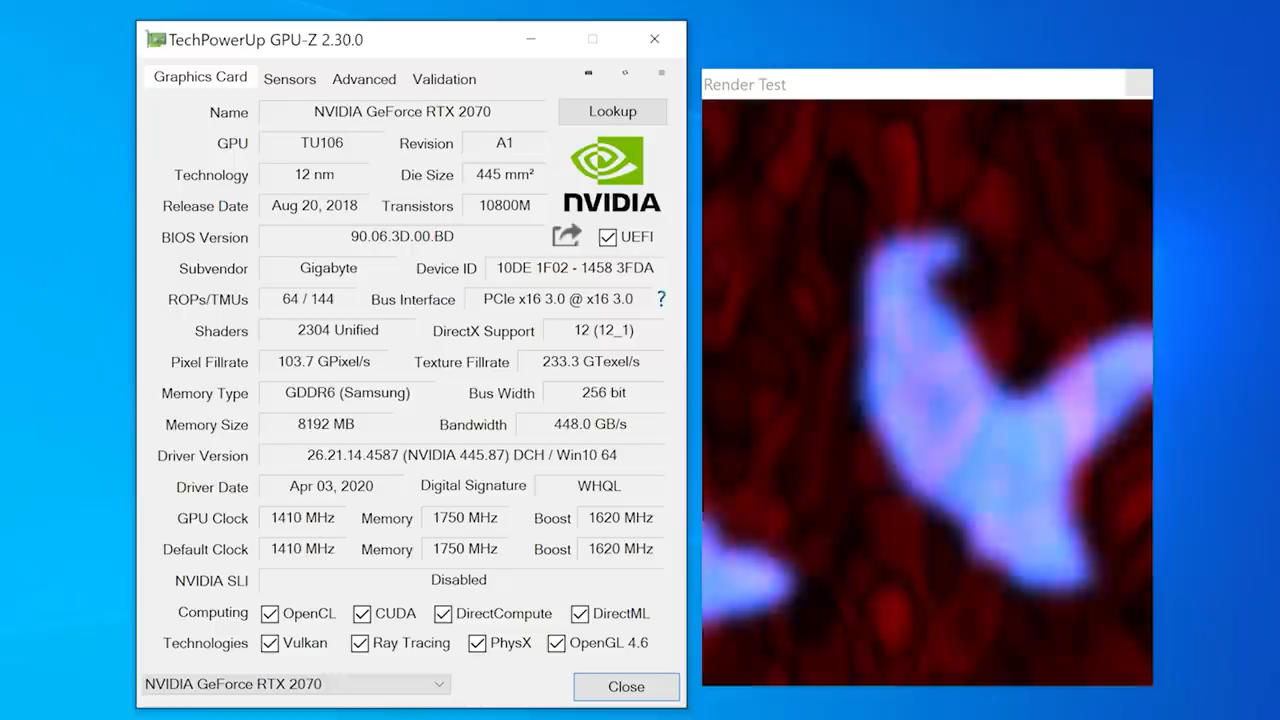 TechPowerUp GPU-Z 2.30.0
Graphics Card Sensors Advanced Validation
Name NVIDIA GeForce RTX 2070 Lookup
GPU TU106 Revision A1
Technology 12 nm Die Size 445 mm²
NVIDIA
Release Date Aug 20, 2018 Transistors 10800M
BIOS Version 90.06.3D.00.BD UEFI
Subvendor Gigabyte Device ID 10DE 1F02 - 1458 3FDA
ROPs/TMUs 64 / 144 Bus Interface PCIe x16 3.0 @ x16 3.0 ?
Shaders 2304 Unified DirectX Support 12 (12_1)
Pixel Fillrate 103.7 GPixel/s Texture Fillrate 233.3 GTexel/s
Memory Type GDDR6 (Samsung) Bus Width 256 bit
Memory Size 8192 MB Bandwidth 448.0 GB/s
Driver Version 26.21.14.4587 (NVIDIA 445.87) DCH / Win10 64
Driver Date Apr 03, 2020 Digital Signature WHQL
GPU Clock 1410 MHz Memory 1750 MHz Boost 1620 MHz
Default Clock 1410 MHz Memory 1750 MHz Boost 1620 MHz
NVIDIA SLI Disabled
Computing OpenCL CUDA DirectCompute DirectML
Technologies Vulkan Ray Tracing PhysX OpenGL 4.6
NVIDIA GeForce RTX 2070 Close
Render Test